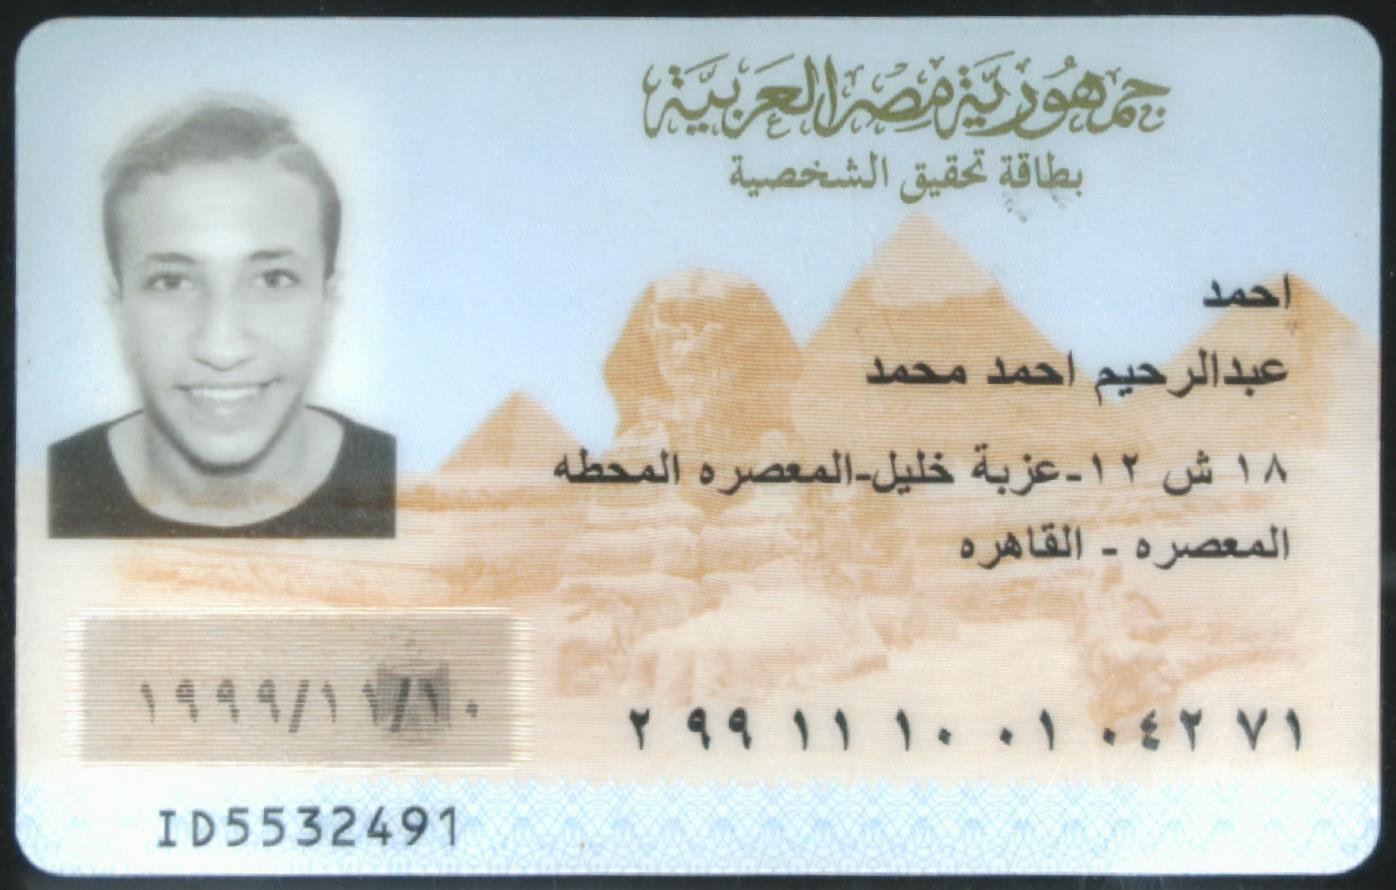 جمهورية مصر العربية
بطاقة تحقيق الشخصية
احمد
عبدالرحيم احمد محمد
١٨ ش ١٢-عزبة خليل-المعصره المحطه
المعصره - القاهره
١٩٩٩/١١/١٠
٢ ٩٩ ١١ ١٠ ٠١ ٠٤٢ ٧١
ID5532491